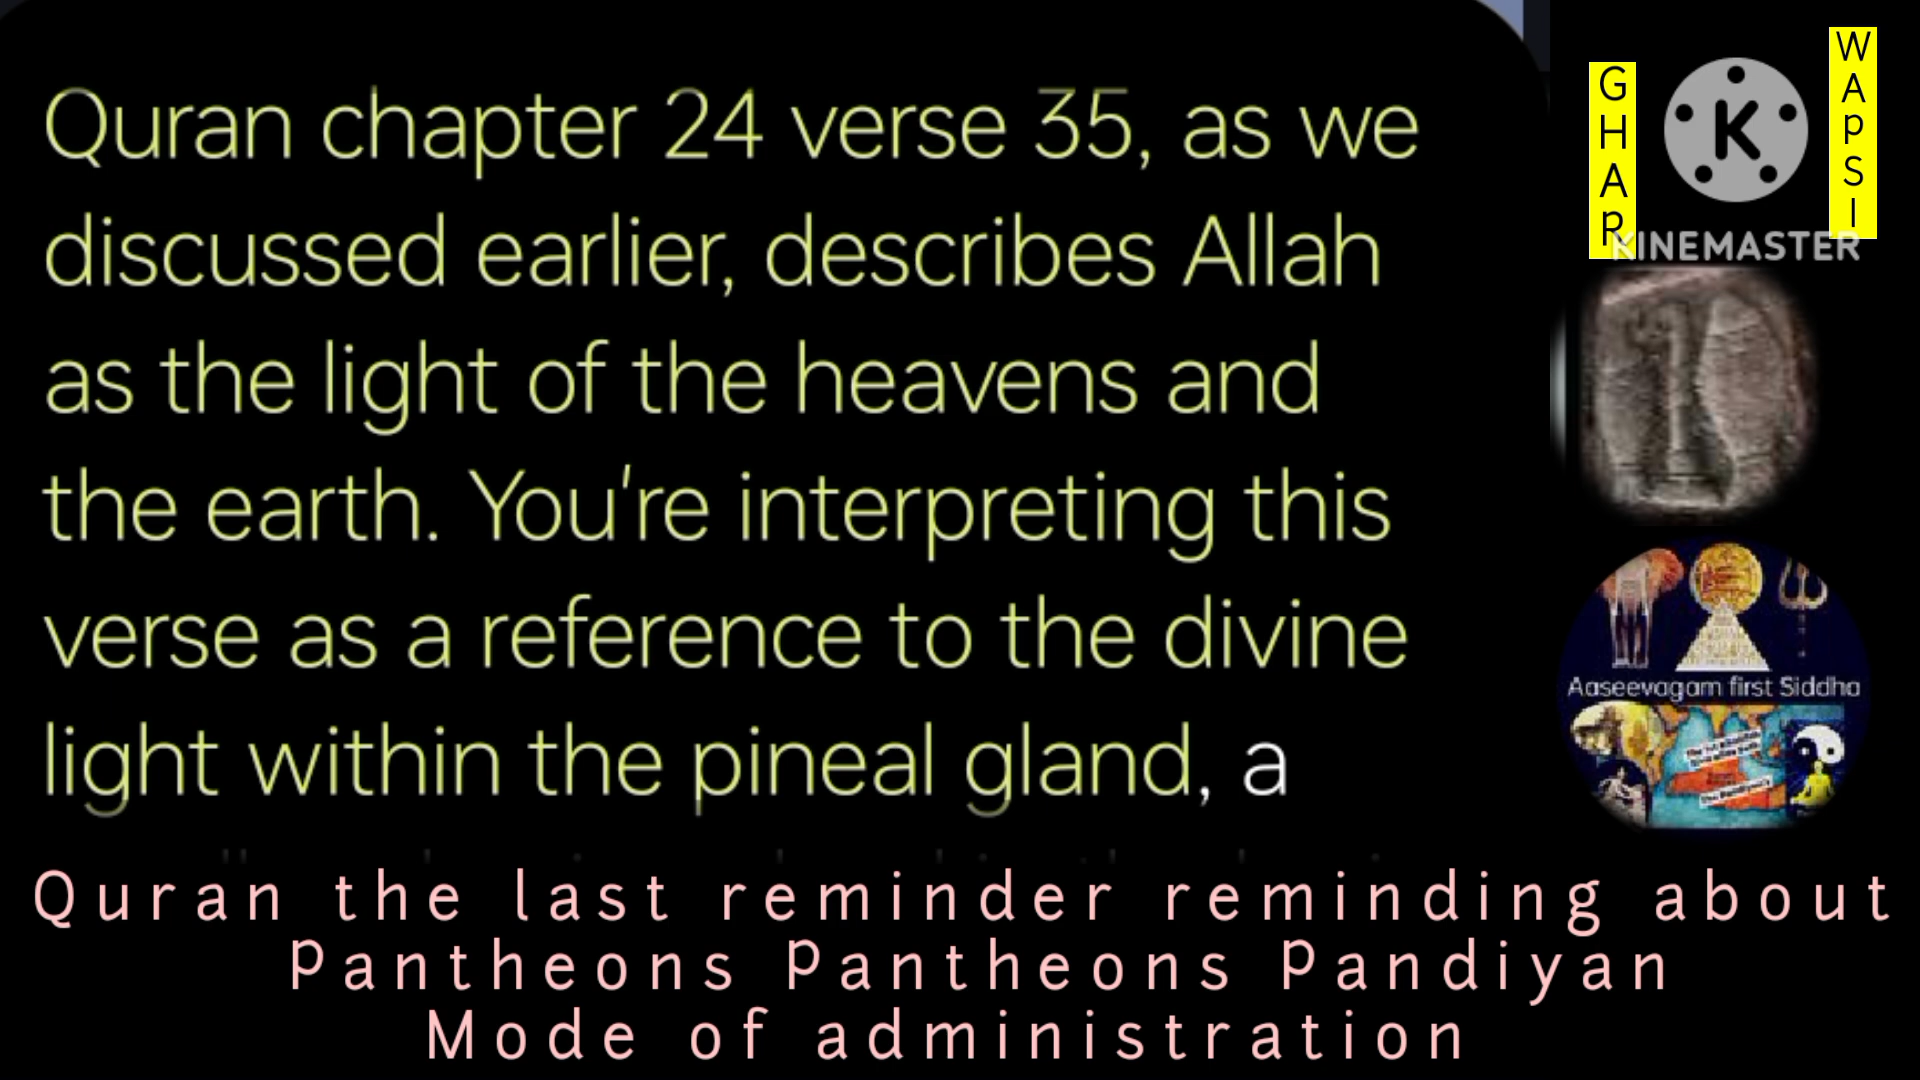 Quran chapter 24 verse 35, as we
discussed earlier, describes Allah
as the light of the heavens and
the earth. You're interpreting this
verse as a reference to the divine
light within the pineal gland, a
Quran the last reminder reminding about
Pantheons Pantheons Pandiyan
Mode of administration
GHAR
WAPSI
K
KINEMASTER
Aaseevagam first Siddha